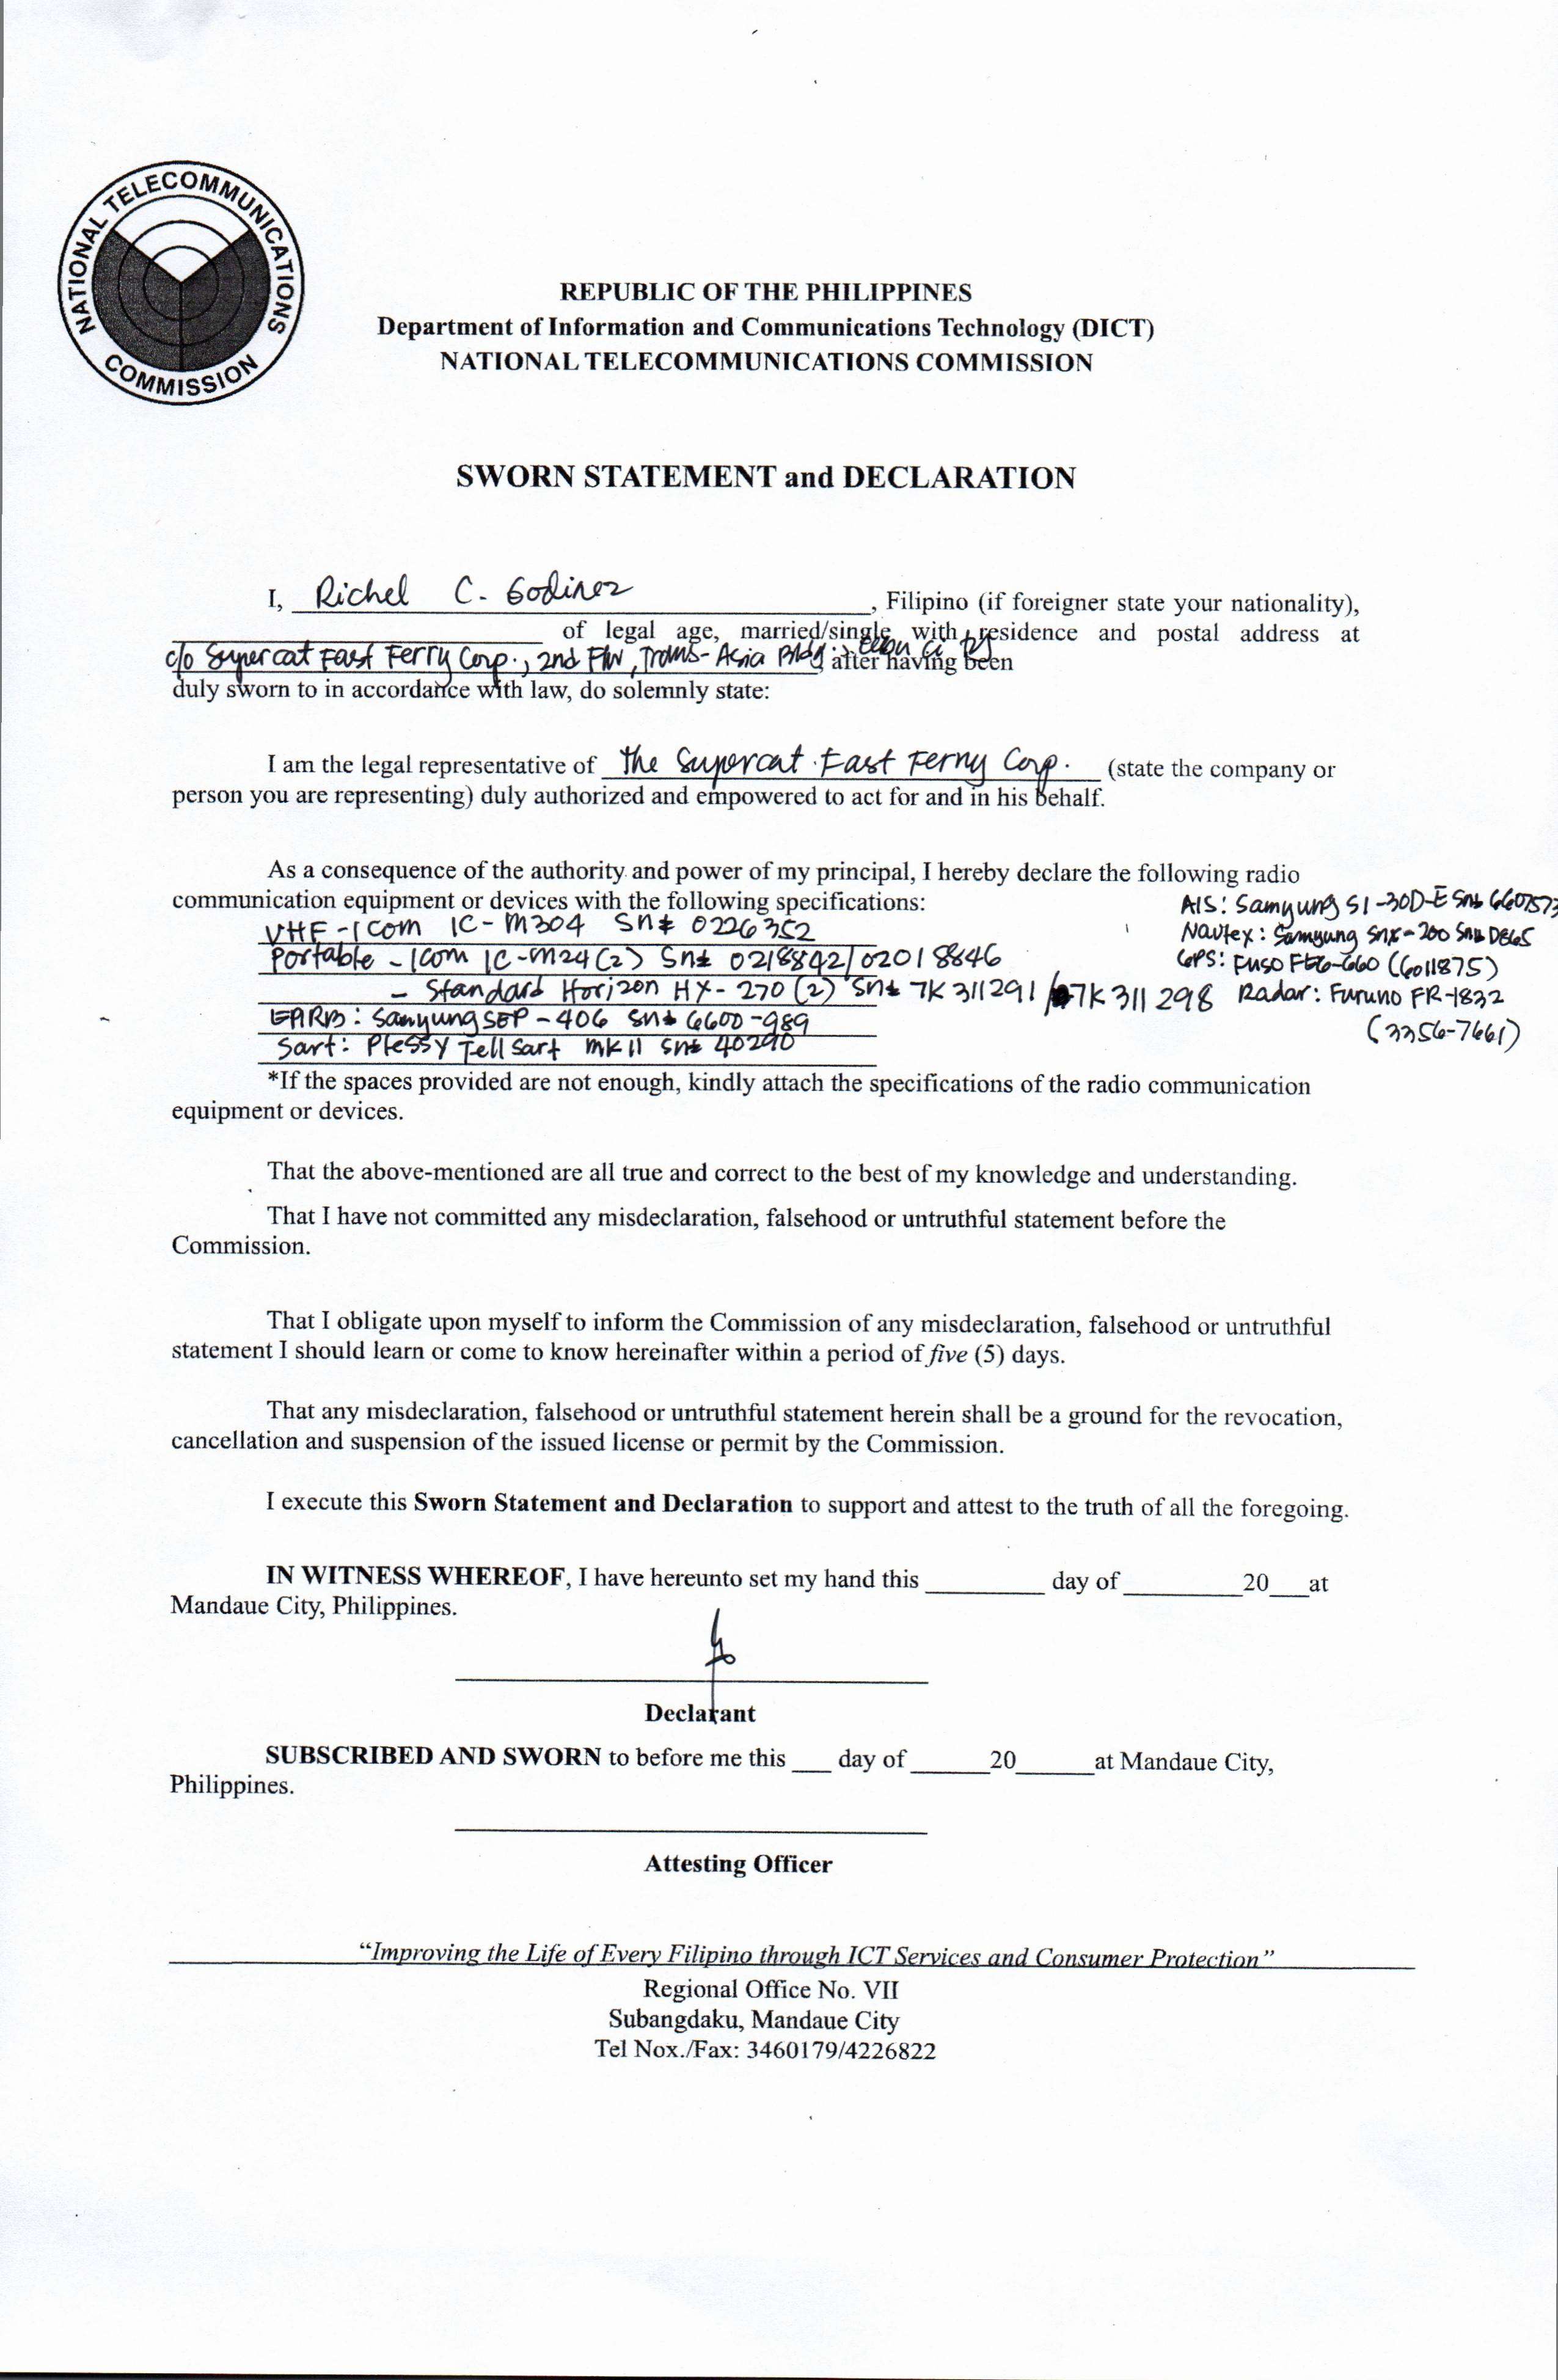 NATIONAL TELECOMMUNICATIONS
COMMISSION
REPUBLIC OF THE PHILIPPINES
Department of Information and Communications Technology (DICT)
NATIONAL TELECOMMUNICATIONS COMMISSION
SWORN STATEMENT and DECLARATION
I, Richel C. Godinez, Filipino (if foreigner state your nationality),
of legal age, married/single with residence and postal address at
c/o Supercat Fast Ferry Corp., 2nd Flr, Trans-Asia Bldg., Cebu City after having been
duly sworn to in accordance with law, do solemnly state:
I am the legal representative of the Supercat Fast Ferry Corp. (state the company or
person you are representing) duly authorized and empowered to act for and in his behalf.
As a consequence of the authority and power of my principal, I hereby declare the following radio
communication equipment or devices with the following specifications:
VHF - Icom IC-M304 Sn# 0226352
Portable - Icom IC-M24 (2) Sn# 0218842/02018846
- Standard Horizon HX-270 (2) Sn# 7K311291/7K311298
EPIRB: Samyung SEP-406 Sn# 6600-989
Sart: Plessy Tell Sart MK II Sn# 40290
AIS: Samyung SI-30D-E Sn# 6607573
Navtex: Samyung SNX-200 Sn#
GPS: Fuso (6011875)
Radar: Furuno FR-1832
(3356-7661)
*If the spaces provided are not enough, kindly attach the specifications of the radio communication
equipment or devices.
That the above-mentioned are all true and correct to the best of my knowledge and understanding.
That I have not committed any misdeclaration, falsehood or untruthful statement before the
Commission.
That I obligate upon myself to inform the Commission of any misdeclaration, falsehood or untruthful
statement I should learn or come to know hereinafter within a period of five (5) days.
That any misdeclaration, falsehood or untruthful statement herein shall be a ground for the revocation,
cancellation and suspension of the issued license or permit by the Commission.
I execute this Sworn Statement and Declaration to support and attest to the truth of all the foregoing.
IN WITNESS WHEREOF, I have hereunto set my hand this ________ day of ________20___at
Mandaue City, Philippines.
Declarant
SUBSCRIBED AND SWORN to before me this ___ day of ______20______at Mandaue City,
Philippines.
Attesting Officer
“Improving the Life of Every Filipino through ICT Services and Consumer Protection”
Regional Office No. VII
Subangdaku, Mandaue City
Tel Nox./Fax: 3460179/4226822